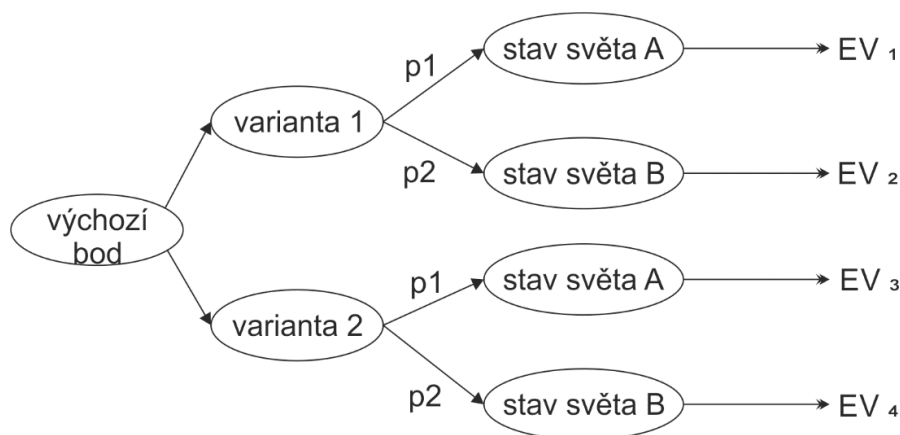 stav světa A
EV ₁
p1
varianta 1
p2
stav světa B
EV ₂
výchozí
bod
p1
stav světa A
EV ₃
varianta 2
p2
stav světa B
EV ₄